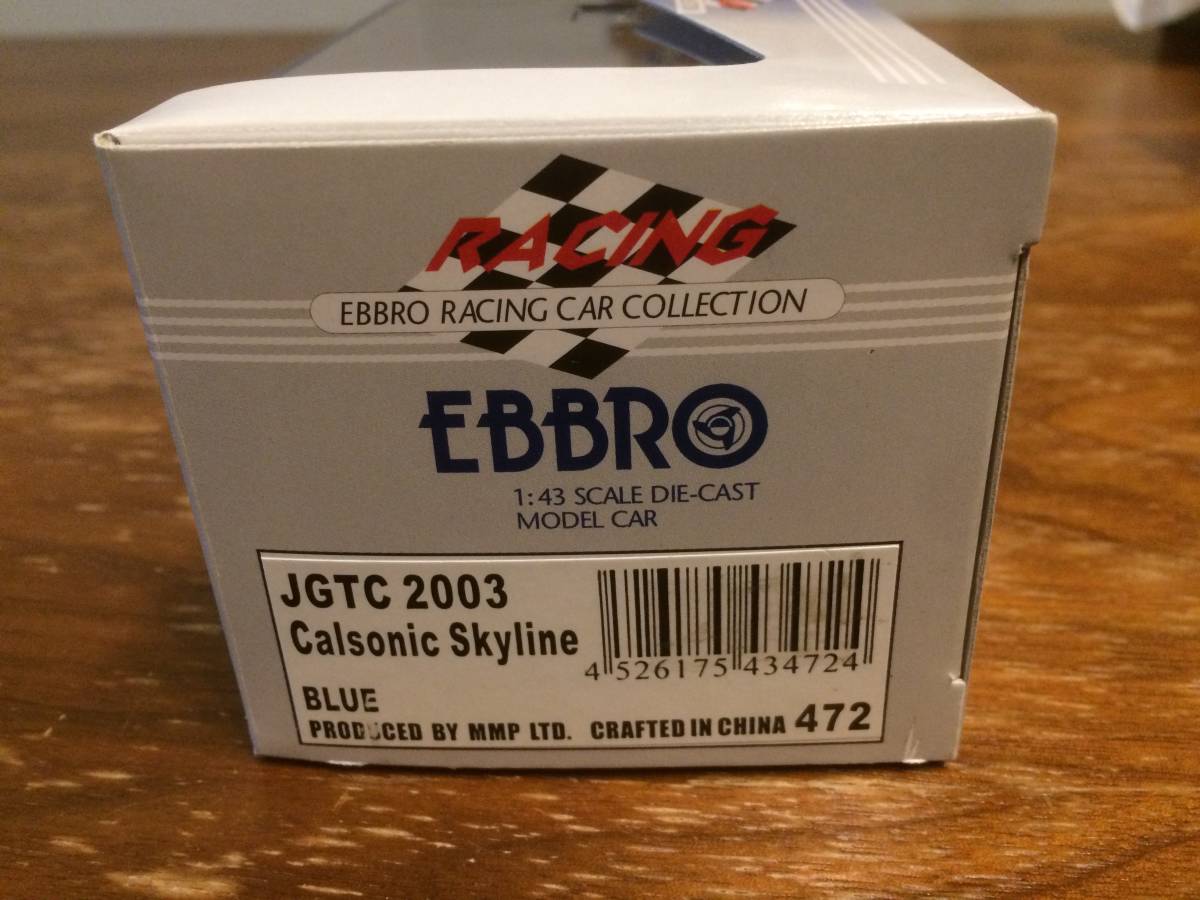 RACING
EBBRO RACING CAR COLLECTION
EBBRO
1:43 SCALE DIE-CAST
MODEL CAR
JGTC 2003
Calsonic Skyline
4 526175 434724
BLUE
PRODUCED BY MMP LTD. CRAFTED IN CHINA 472